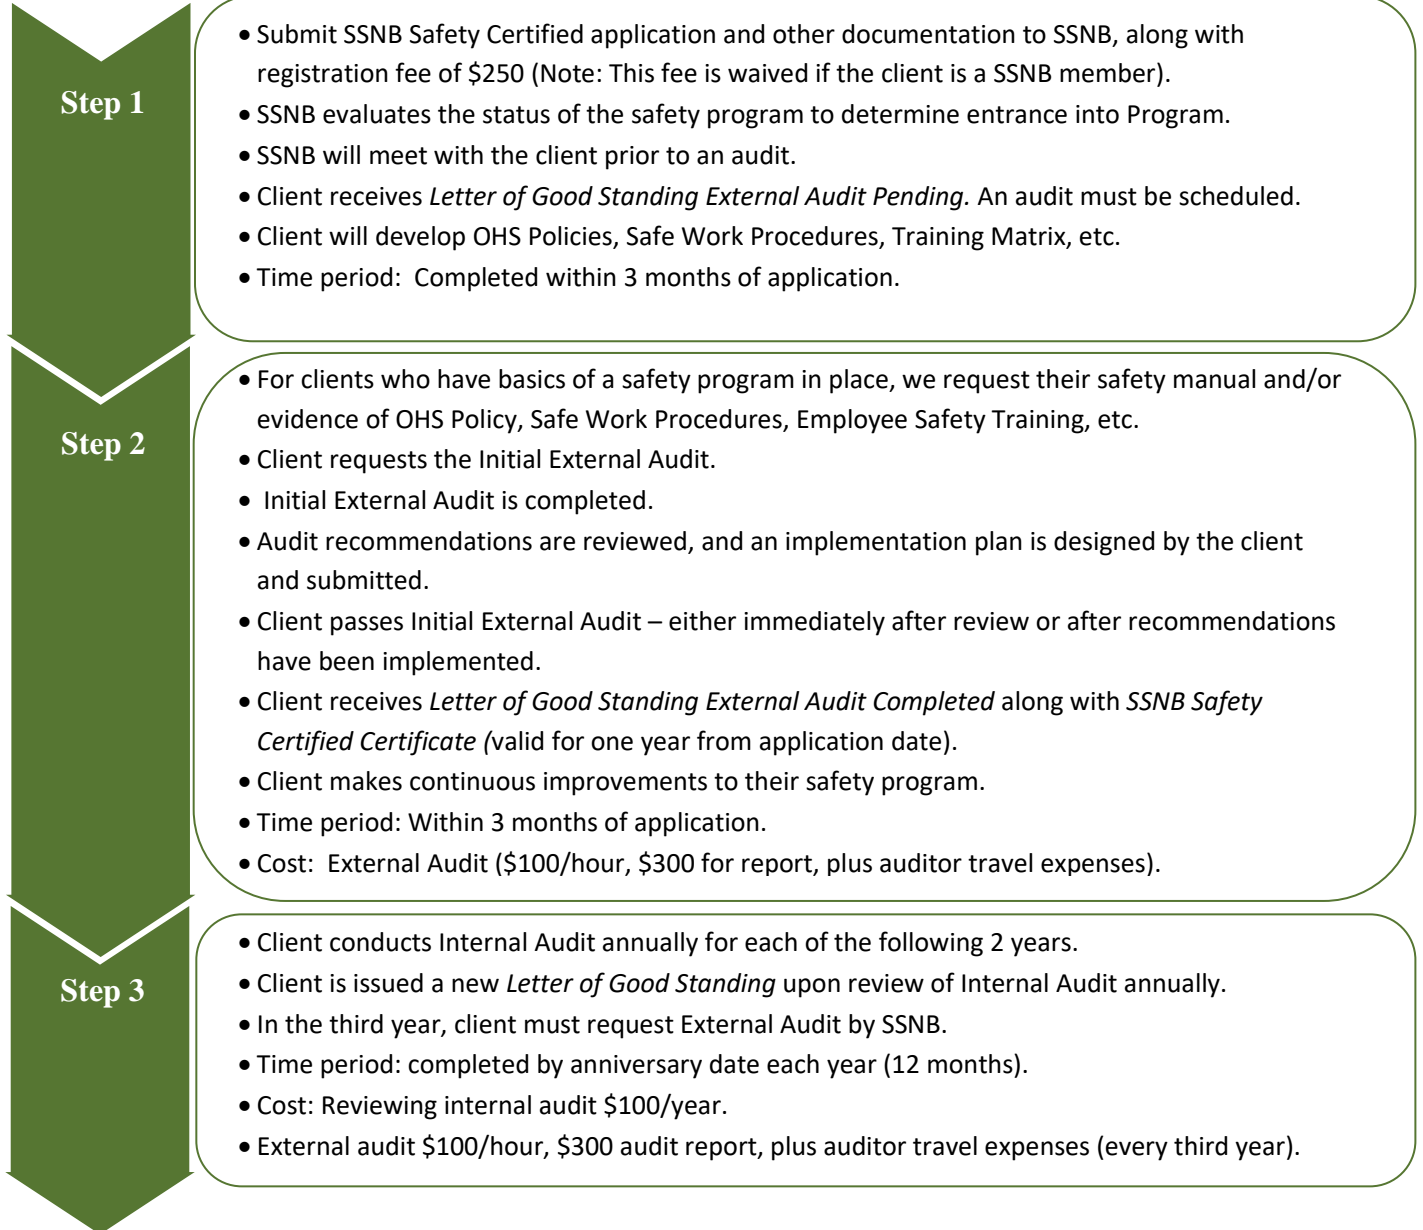 Step 1
• Submit SSNB Safety Certified application and other documentation to SSNB, along with
registration fee of $250 (Note: This fee is waived if the client is a SSNB member).
• SSNB evaluates the status of the safety program to determine entrance into Program.
• SSNB will meet with the client prior to an audit.
• Client receives Letter of Good Standing External Audit Pending. An audit must be scheduled.
• Client will develop OHS Policies, Safe Work Procedures, Training Matrix, etc.
• Time period:  Completed within 3 months of application.
Step 2
• For clients who have basics of a safety program in place, we request their safety manual and/or
evidence of OHS Policy, Safe Work Procedures, Employee Safety Training, etc.
• Client requests the Initial External Audit.
• Initial External Audit is completed.
• Audit recommendations are reviewed, and an implementation plan is designed by the client
and submitted.
• Client passes Initial External Audit – either immediately after review or after recommendations
have been implemented.
• Client receives Letter of Good Standing External Audit Completed along with SSNB Safety
Certified Certificate (valid for one year from application date).
• Client makes continuous improvements to their safety program.
• Time period: Within 3 months of application.
• Cost:  External Audit ($100/hour, $300 for report, plus auditor travel expenses).
Step 3
• Client conducts Internal Audit annually for each of the following 2 years.
• Client is issued a new Letter of Good Standing upon review of Internal Audit annually.
• In the third year, client must request External Audit by SSNB.
• Time period: completed by anniversary date each year (12 months).
• Cost: Reviewing internal audit $100/year.
• External audit $100/hour, $300 audit report, plus auditor travel expenses (every third year).